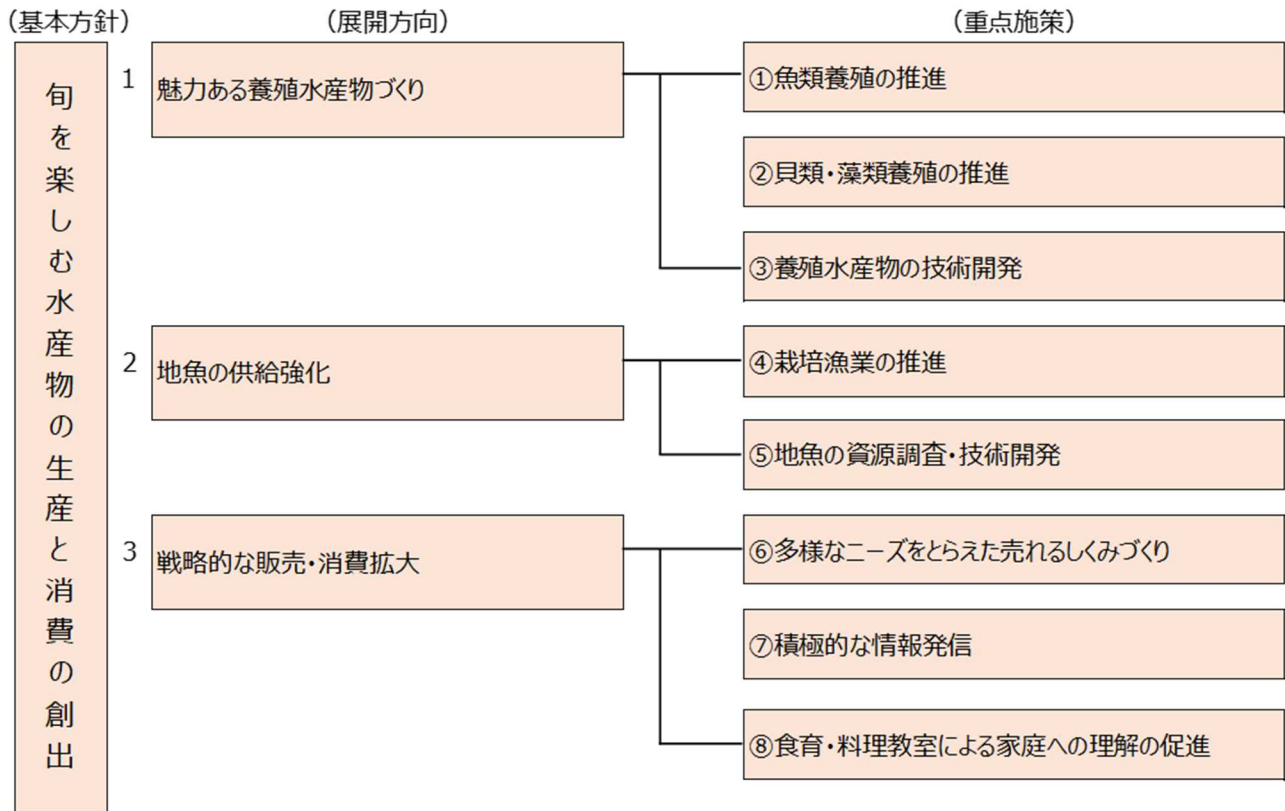 （基本方針）
（展開方向）
（重点施策）
旬を楽しむ水産物の生産と消費の創出
1
魅力ある養殖水産物づくり
①魚類養殖の推進
②貝類・藻類養殖の推進
③養殖水産物の技術開発
2
地魚の供給強化
④栽培漁業の推進
⑤地魚の資源調査・技術開発
3
戦略的な販売・消費拡大
⑥多様なニーズをとらえた売れるしくみづくり
⑦積極的な情報発信
⑧食育・料理教室による家庭への理解の促進